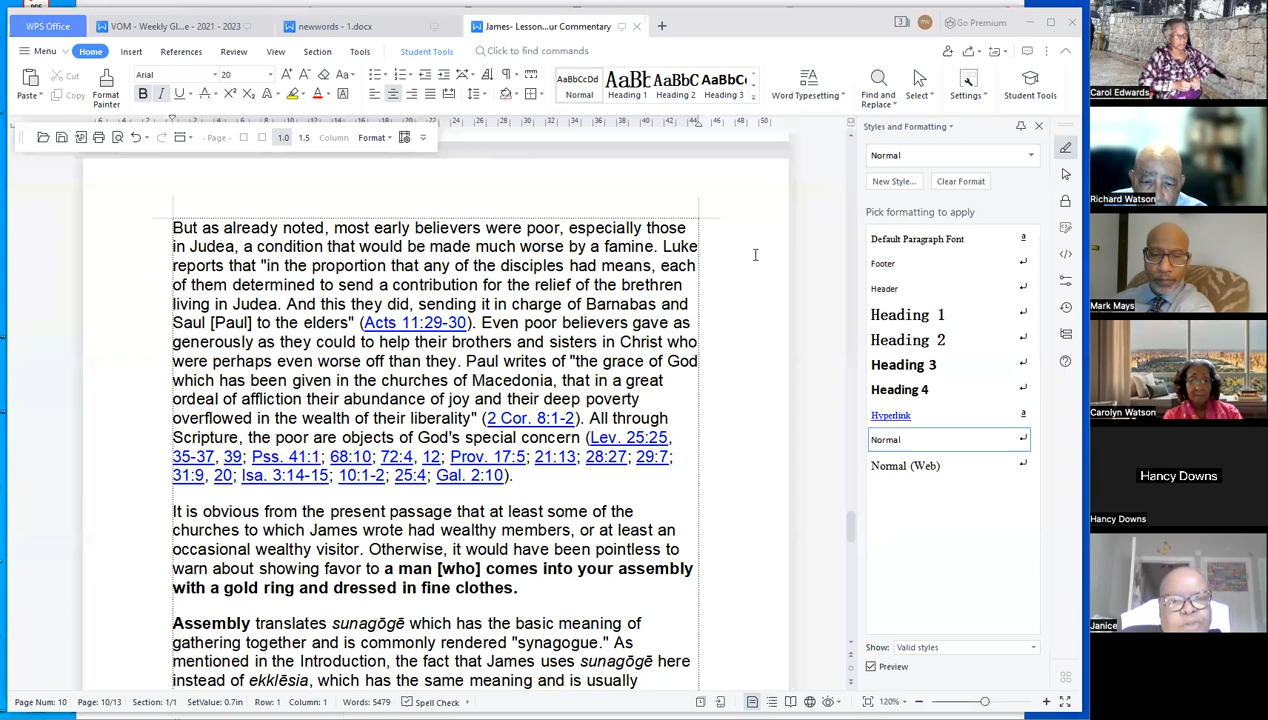 WPS Office
VOM - Weekly Gl...e - 2021 - 2023
newwords - 1.docx
James- Lesson...ur Commentary
Go Premium
Menu
Home
Insert
References
Review
View
Section
Tools
Student Tools
Click to find commands
Paste
Cut
Copy
Format
Painter
Arial
20
AaBbCcDd
Normal
Heading 1
AaBbC
Heading 2
Heading 3
Word Typesetting
Find and
Replace
Select
Settings
Student Tools
- Page -
1.0
1.5
Column
Format
But as already noted, most early believers were poor, especially those
in Judea, a condition that would be made much worse by a famine. Luke
reports that "in the proportion that any of the disciples had means, each
of them determined to send a contribution for the relief of the brethren
living in Judea. And this they did, sending it in charge of Barnabas and
Saul [Paul] to the elders" (Acts 11:29-30). Even poor believers gave as
generously as they could to help their brothers and sisters in Christ who
were perhaps even worse off than they. Paul writes of "the grace of God
which has been given in the churches of Macedonia, that in a great
ordeal of affliction their abundance of joy and their deep poverty
overflowed in the wealth of their liberality" (2 Cor. 8:1-2). All through
Scripture, the poor are objects of God's special concern (Lev. 25:25,
35-37, 39; Pss. 41:1; 68:10; 72:4, 12; Prov. 17:5; 21:13; 28:27; 29:7;
31:9, 20; Isa. 3:14-15; 10:1-2; 25:4; Gal. 2:10).
It is obvious from the present passage that at least some of the
churches to which James wrote had wealthy members, or at least an
occasional wealthy visitor. Otherwise, it would have been pointless to
warn about showing favor to a man [who] comes into your assembly
with a gold ring and dressed in fine clothes.
Assembly translates sunagōgē which has the basic meaning of
gathering together and is commonly rendered "synagogue." As
mentioned in the Introduction, the fact that James uses sunagōgē here
instead of ekklēsia, which has the same meaning and is usually
Styles and Formatting
Normal
New Style...
Clear Format
Pick formatting to apply
Default Paragraph Font
Footer
Header
Heading 1
Heading 2
Heading 3
Heading 4
Hyperlink
Normal
Normal (Web)
Show:
Valid styles
Preview
Page Num: 10
Page: 10/13
Section: 1/1
SetValue: 0.7in
Row: 1
Column: 1
Words: 5479
Spell Check
120%
Carol Edwards
Richard Watson
Mark Mays
Carolyn Watson
Hancy Downs
Hancy Downs
Janice